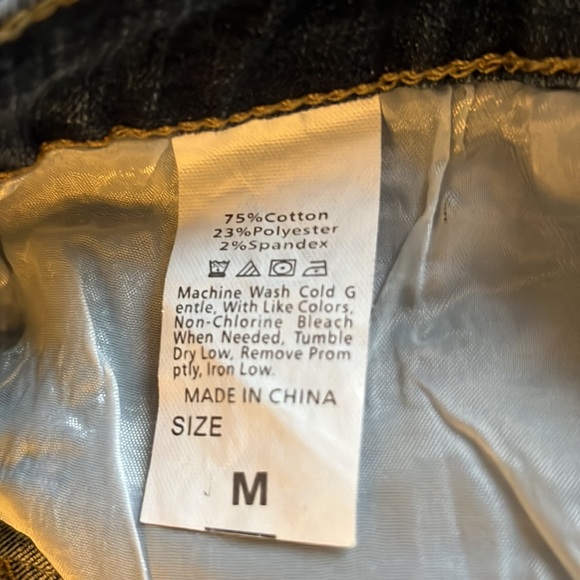 75%Cotton
23%Polyester
2%Spandex
Machine Wash Cold G
entle, With Like Colors,
Non-Chlorine Bleach
When Needed, Tumble
Dry Low, Remove Prom
ptly, Iron Low.
MADE IN CHINA
SIZE
M